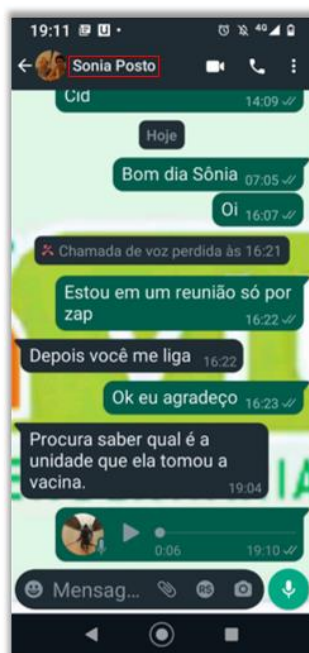 19:11
4G
Sonia Posto
Cid
14:09
Hoje
Bom dia Sônia 07:05
Oi 16:07
Chamada de voz perdida às 16:21
Estou em um reunião só por
zap
16:22
Depois você me liga 16:22
Ok eu agradeço 16:23
Procura saber qual é a
unidade que ela tomou a
vacina.
19:04
0:06 19:10
Mensag...
R$